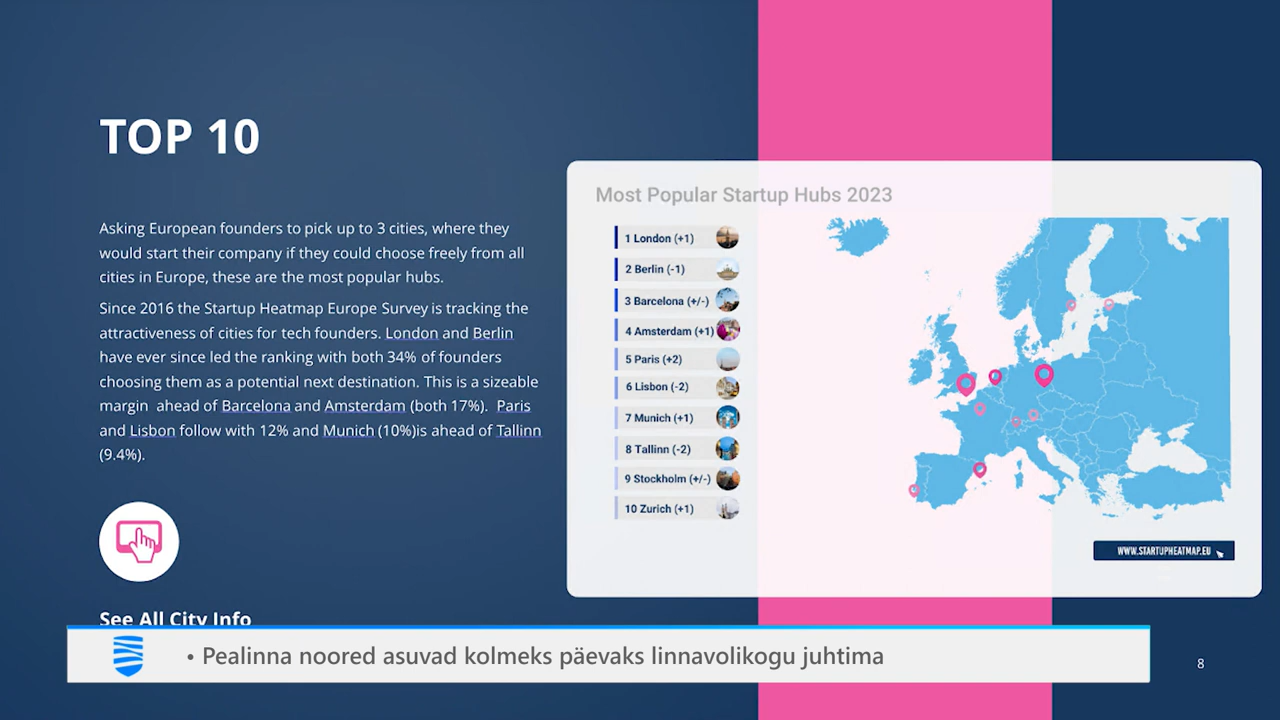 TOP 10
Asking European founders to pick up to 3 cities, where they
would start their company if they could choose freely from all
cities in Europe, these are the most popular hubs.
Since 2016 the Startup Heatmap Europe Survey is tracking the
attractiveness of cities for tech founders. London and Berlin
have ever since led the ranking with both 34% of founders
choosing them as a potential next destination. This is a sizeable
margin  ahead of Barcelona and Amsterdam (both 17%).  Paris
and Lisbon follow with 12% and Munich (10%)is ahead of Tallinn
(9.4%).
See All City Info
Most Popular Startup Hubs 2023
1 London (+1)
2 Berlin (-1)
3 Barcelona (+/-)
4 Amsterdam (+1)
5 Paris (+2)
6 Lisbon (-2)
7 Munich (+1)
8 Tallinn (-2)
9 Stockholm (+/-)
10 Zurich (+1)
WWW.STARTUPHEATMAP.EU
• Pealinna noored asuvad kolmeks päevaks linnavolikogu juhtima
8